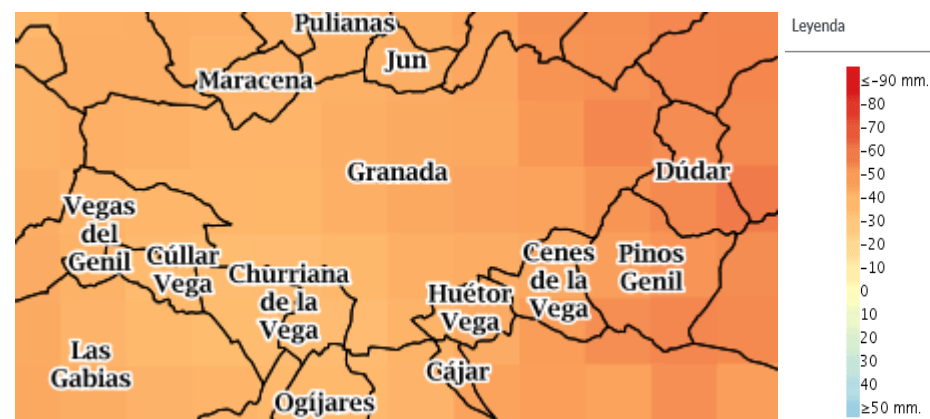 Pulianas
Jun
Maracena
Granada
Dúdar
Vegas
del
Genil
Cúllar
Vega
Churriana
de la
Vega
Huétor
Vega
Cenes
de la
Vega
Pinos
Genil
Las
Gabias
Cájar
Ogíjares
Leyenda
≤-90 mm.
-80
-70
-60
-50
-40
-30
-20
-10
0
10
20
30
40
≥50 mm.